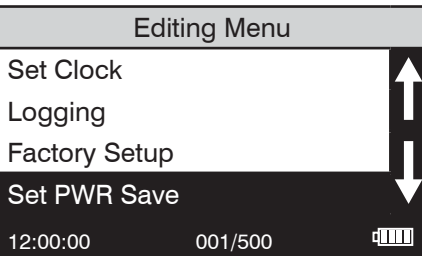 Editing Menu
Set Clock
Logging
Factory Setup
Set PWR Save
12:00:00 001/500